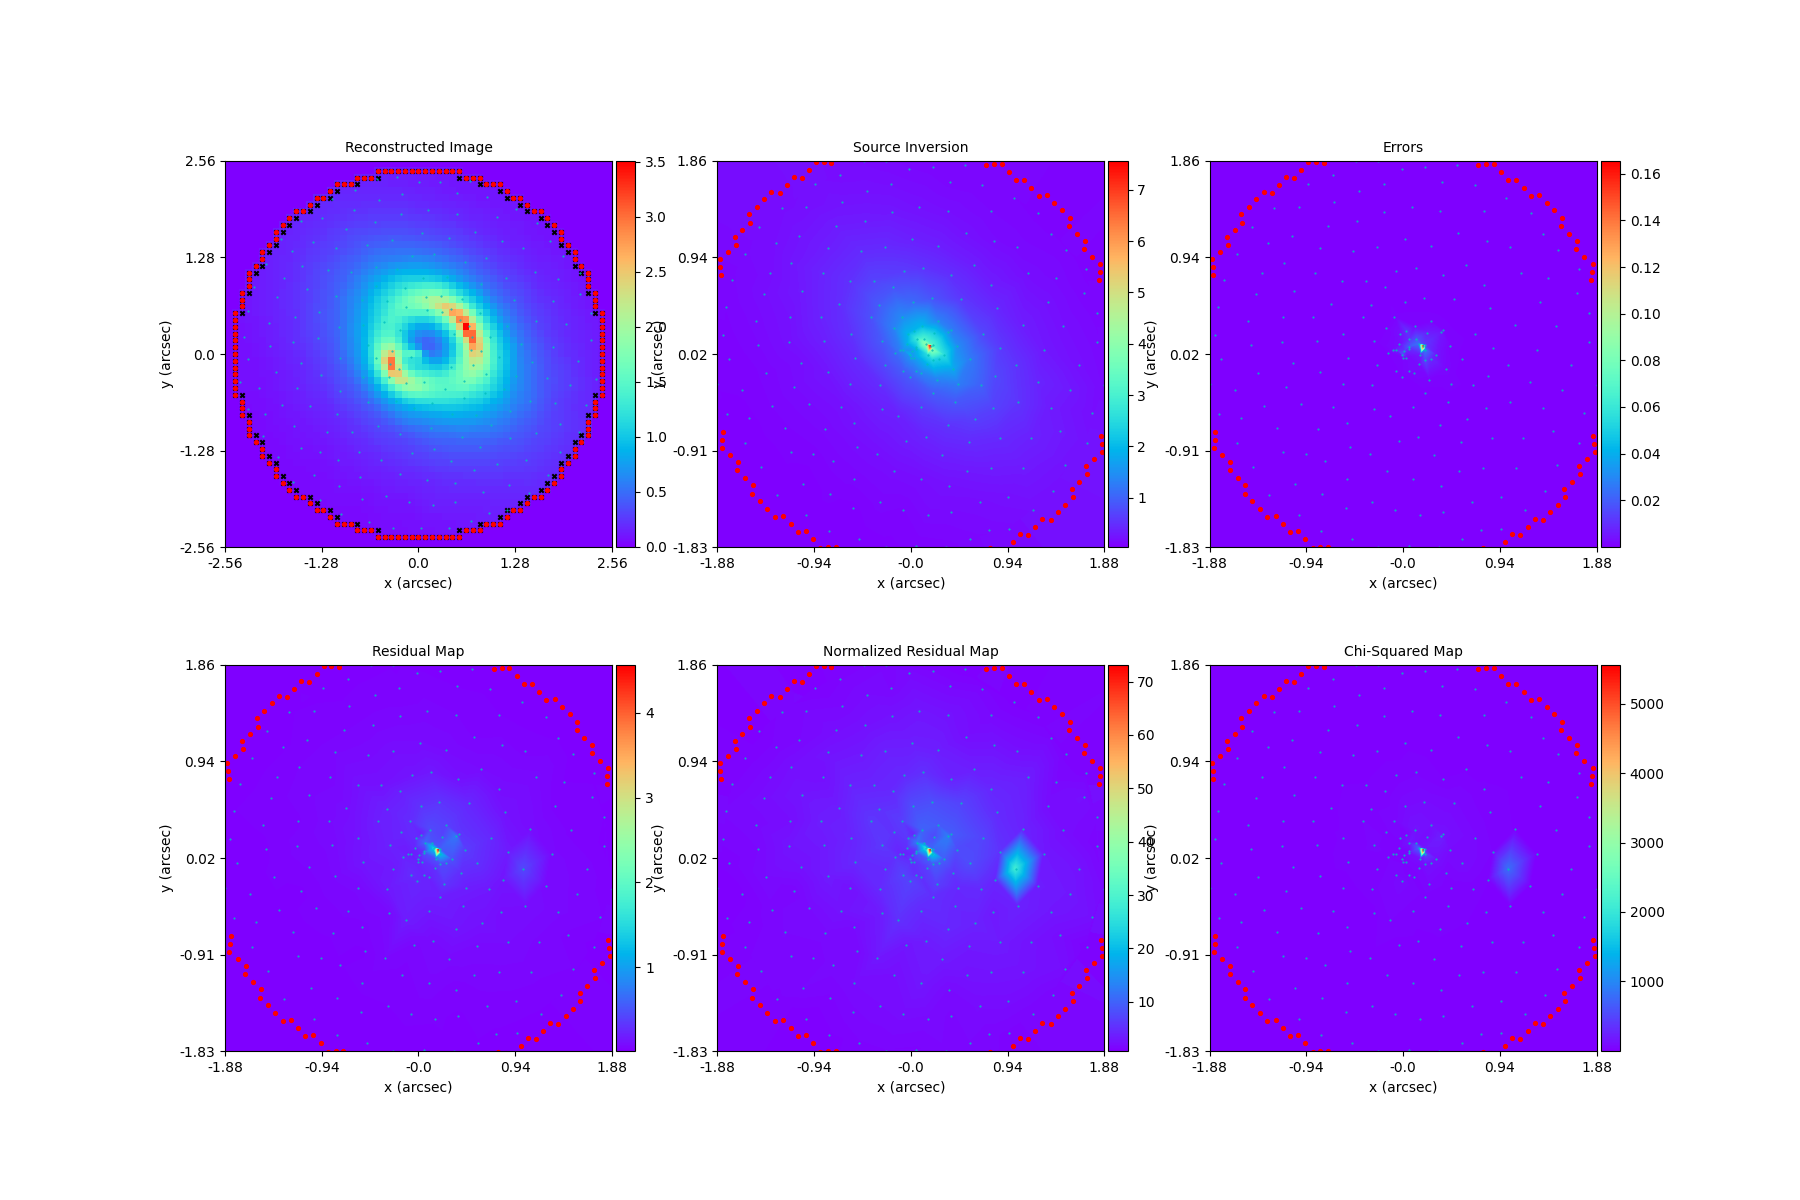 Reconstructed Image
2.56
1.28
0.0
-1.28
-2.56
-2.56 -1.28 0.0 1.28 2.56
x (arcsec)
y (arcsec)
3.5
3.0
2.5
2.0
1.5
1.0
0.5
0.0
Source Inversion
1.86
0.94
0.02
-0.91
-1.83
-1.88 -0.94 -0.0 0.94 1.88
x (arcsec)
y (arcsec)
7
6
5
4
3
2
1
Errors
1.86
0.94
0.02
-0.91
-1.83
-1.88 -0.94 -0.0 0.94 1.88
x (arcsec)
y (arcsec)
0.16
0.14
0.12
0.10
0.08
0.06
0.04
0.02
Residual Map
1.86
0.94
0.02
-0.91
-1.83
-1.88 -0.94 -0.0 0.94 1.88
x (arcsec)
y (arcsec)
4
3
2
1
Normalized Residual Map
1.86
0.94
0.02
-0.91
-1.83
-1.88 -0.94 -0.0 0.94 1.88
x (arcsec)
y (arcsec)
70
60
50
40
30
20
10
Chi-Squared Map
1.86
0.94
0.02
-0.91
-1.83
-1.88 -0.94 -0.0 0.94 1.88
x (arcsec)
y (arcsec)
5000
4000
3000
2000
1000